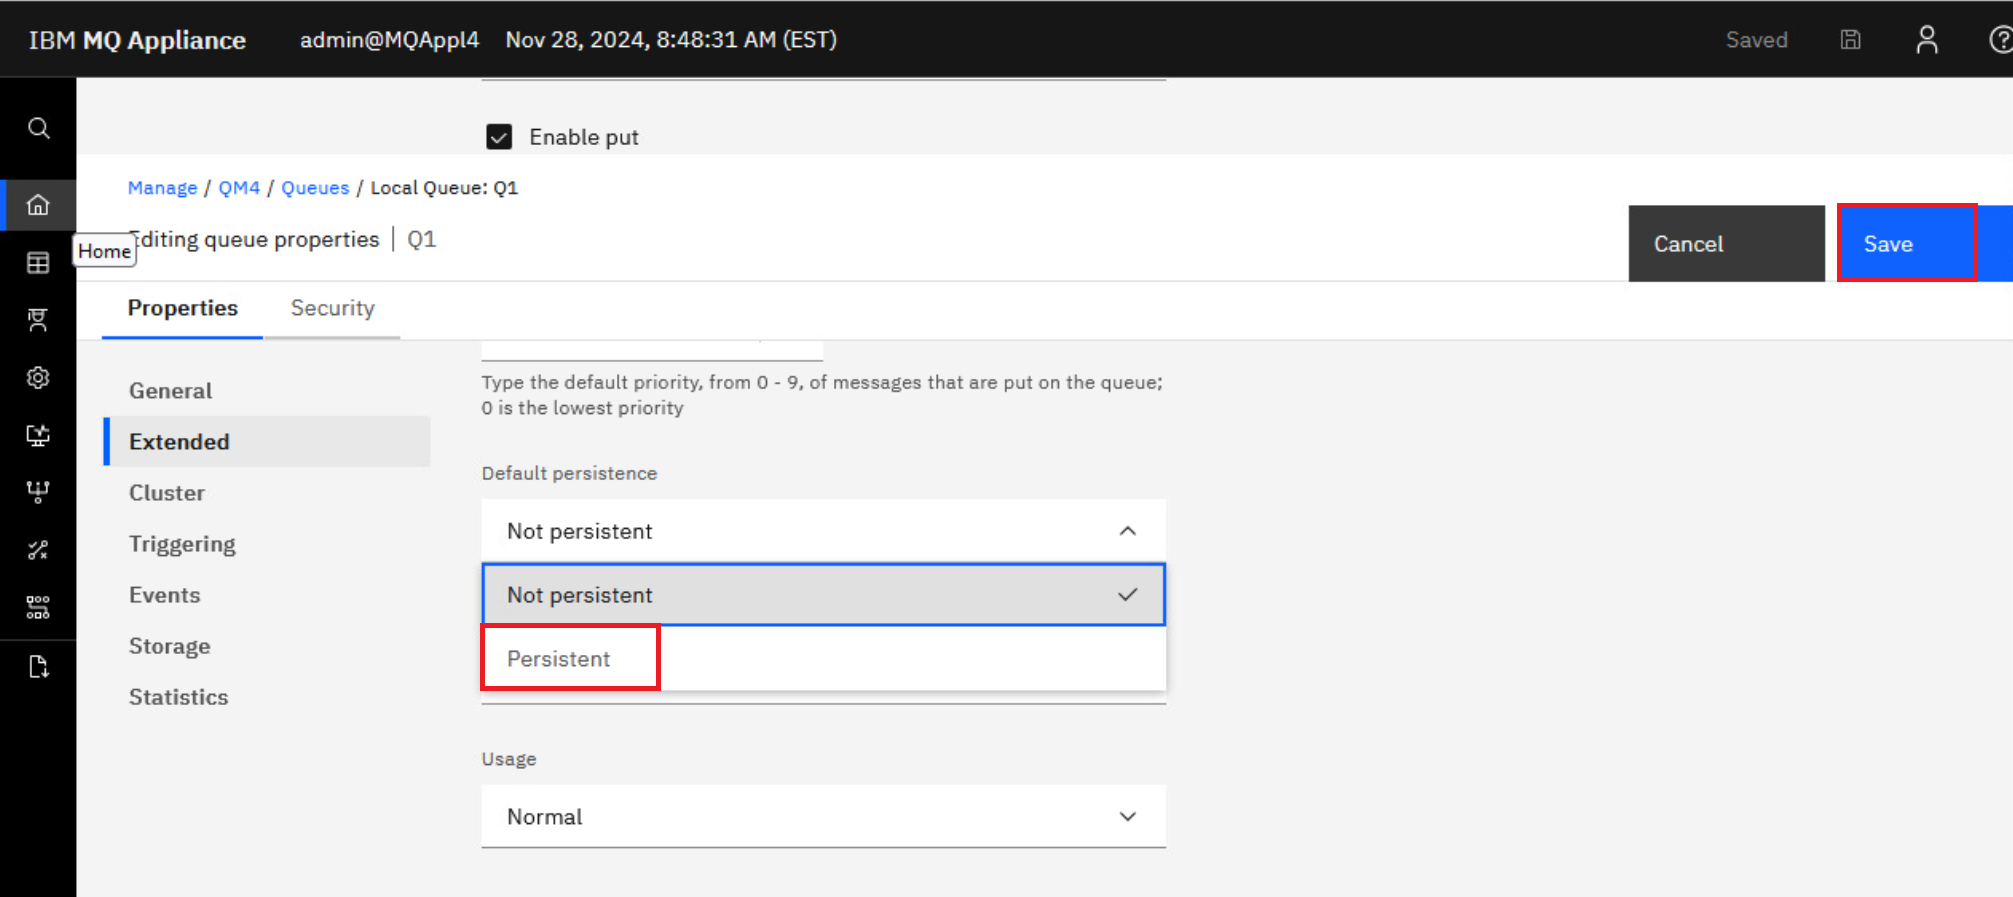 IBM MQ Appliance admin@MQAppl4 Nov 28, 2024, 8:48:31 AM (EST) Saved
Enable put
Manage / QM4 / Queues / Local Queue: Q1
Editing queue properties | Q1
Home
Cancel
Save
Properties Security
General
Extended
Cluster
Triggering
Events
Storage
Statistics
Type the default priority, from 0 - 9, of messages that are put on the queue;
0 is the lowest priority
Default persistence
Not persistent
Not persistent
Persistent
Usage
Normal